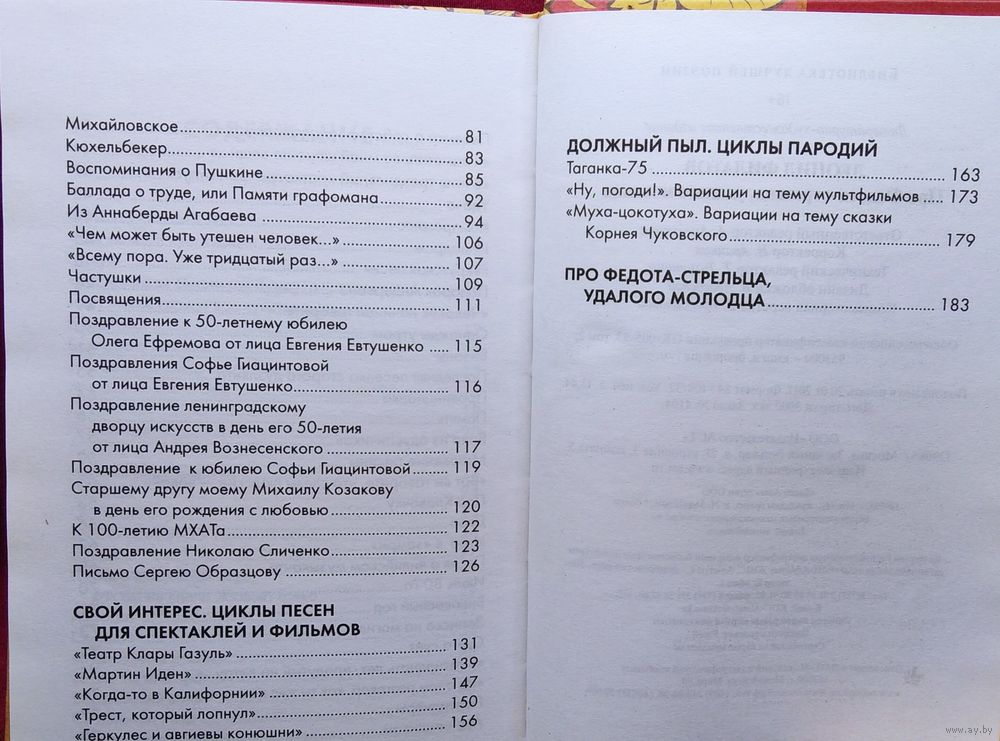 Михайловское ... 81
Кюхельбекер ... 83
Воспоминания о Пушкине ... 85
Баллада о труде, или Памяти графомана ... 92
Из Аннаберды Агабаева ... 94
«Чем может быть утешен человек...» ... 106
«Всему пора. Уже тридцатый раз...» ... 107
Частушки ... 109
Посвящения ... 111
Поздравление к 50-летнему юбилею
Олега Ефремова от лица Евгения Евтушенко ... 115
Поздравления Софье Гиацинтовой
от лица Евгения Евтушенко ... 116
Поздравление ленинградскому
дворцу искусств в день его 50-летия
от лица Андрея Вознесенского ... 117
Поздравление к юбилею Софьи Гиацинтовой ... 119
Старшему другу моему Михаилу Козакову
в день его рождения с любовью ... 120
К 100-летию МХАТа ... 122
Поздравление Николаю Сличенко ... 123
Письмо Сергею Образцову ... 126
СВОЙ ИНТЕРЕС. ЦИКЛЫ ПЕСЕН
ДЛЯ СПЕКТАКЛЕЙ И ФИЛЬМОВ
«Театр Клары Газуль» ... 131
«Мартин Иден» ... 139
«Когда-то в Калифорнии» ... 147
«Трест, который лопнул» ... 150
«Геркулес и авгиевы конюшни» ... 156
ДОЛЖНЫЙ ПЫЛ. ЦИКЛЫ ПАРОДИЙ
Таганка-75 ... 163
«Ну, погоди!». Вариации на тему мультфильмов ... 173
«Муха-цокотуха». Вариации на тему сказки
Корнея Чуковского ... 179
ПРО ФЕДОТА-СТРЕЛЬЦА,
УДАЛОГО МОЛОДЦА ... 183
www.ay.by